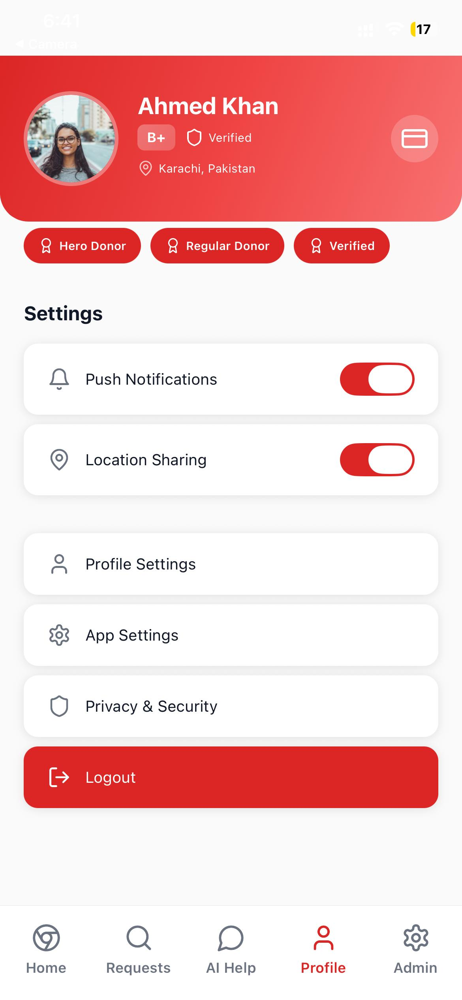 6:41
17
◀ Camera
Ahmed Khan
B+ Verified
Karachi, Pakistan
Hero Donor Regular Donor Verified
Settings
Push Notifications
Location Sharing
Profile Settings
App Settings
Privacy & Security
Logout
Home Requests AI Help Profile Admin